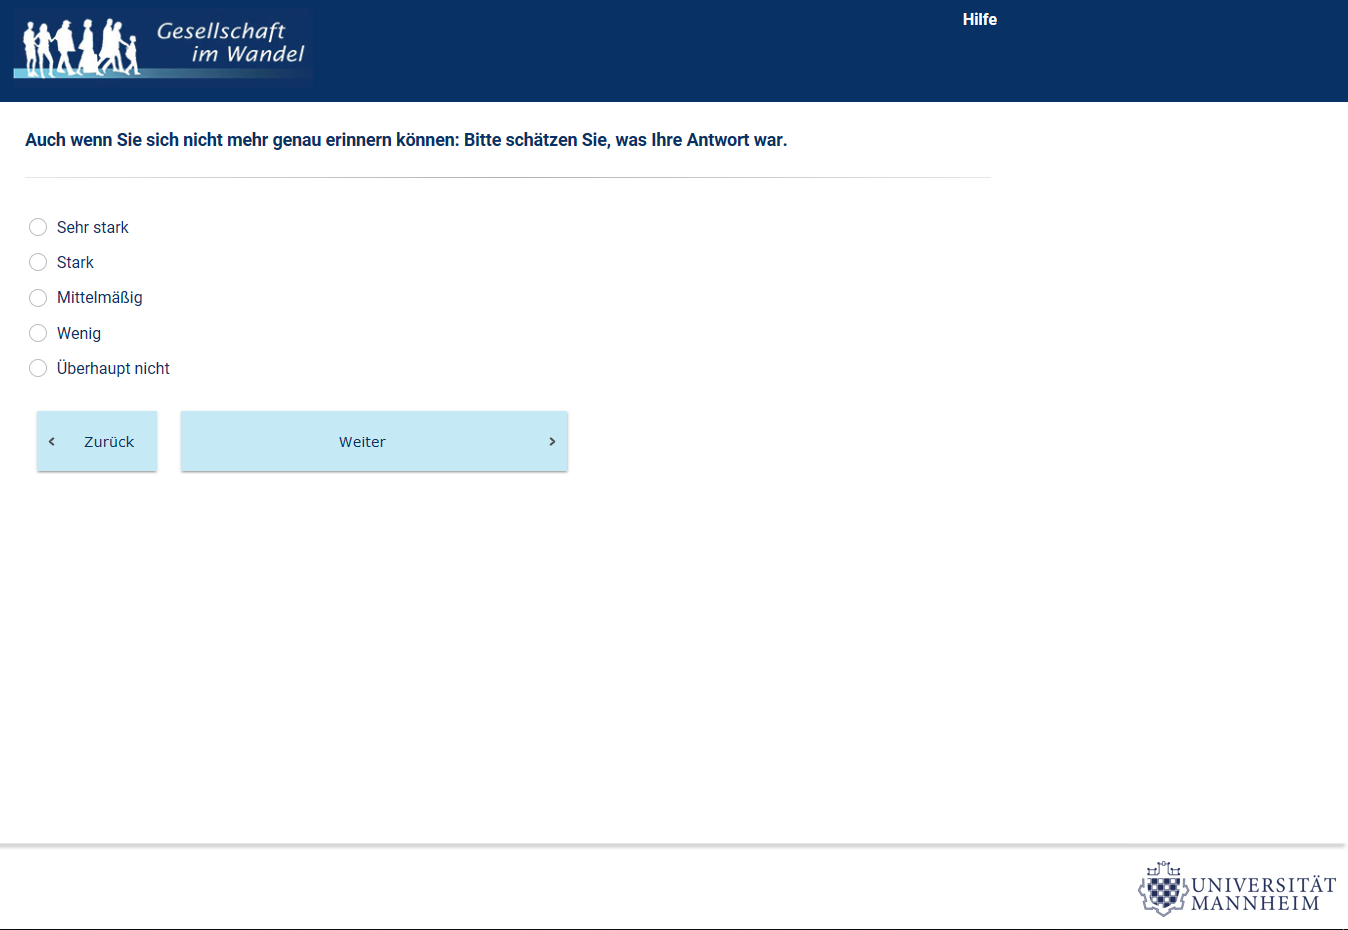 Gesellschaft
im Wandel
Hilfe
Auch wenn Sie sich nicht mehr genau erinnern können: Bitte schätzen Sie, was Ihre Antwort war.
Sehr stark
Stark
Mittelmäßig
Wenig
Überhaupt nicht
Zurück
Weiter
UNIVERSITÄT
MANNHEIM